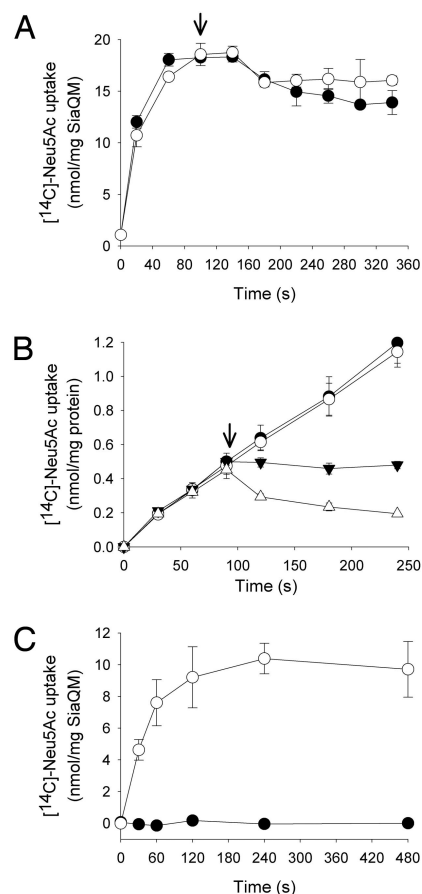 A
[14C]-Neu5Ac uptake
(nmol/mg SiaQM)
20
15
10
5
0
0 40 80 120 160 200 240 280 320 360
Time (s)
B
[14C]-Neu5Ac uptake
(nmol/mg protein)
1.2
1.0
0.8
0.6
0.4
0.2
0.0
0 50 100 150 200 250
Time (s)
C
[14C]-Neu5Ac uptake
(nmol/mg SiaQM)
12
10
8
6
4
2
0
0 60 120 180 240 300 360 420 480
Time (s)